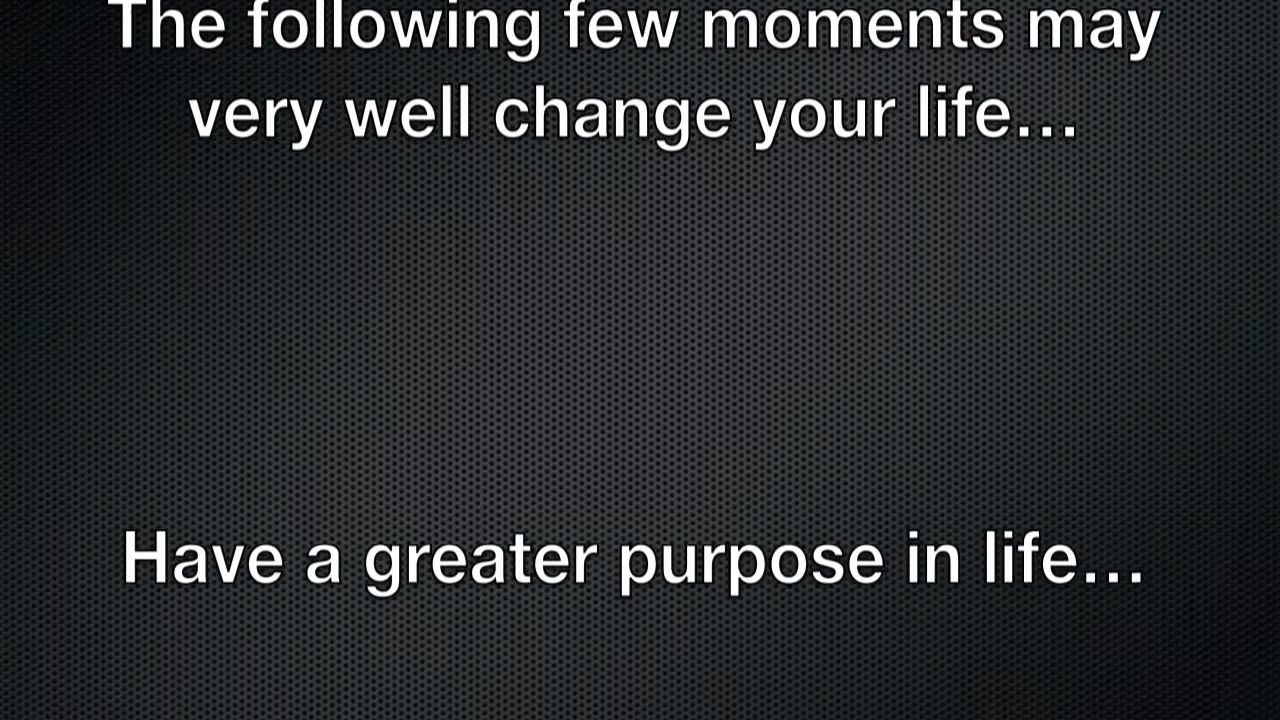 The following few moments may
very well change your life...
Have a greater purpose in life...